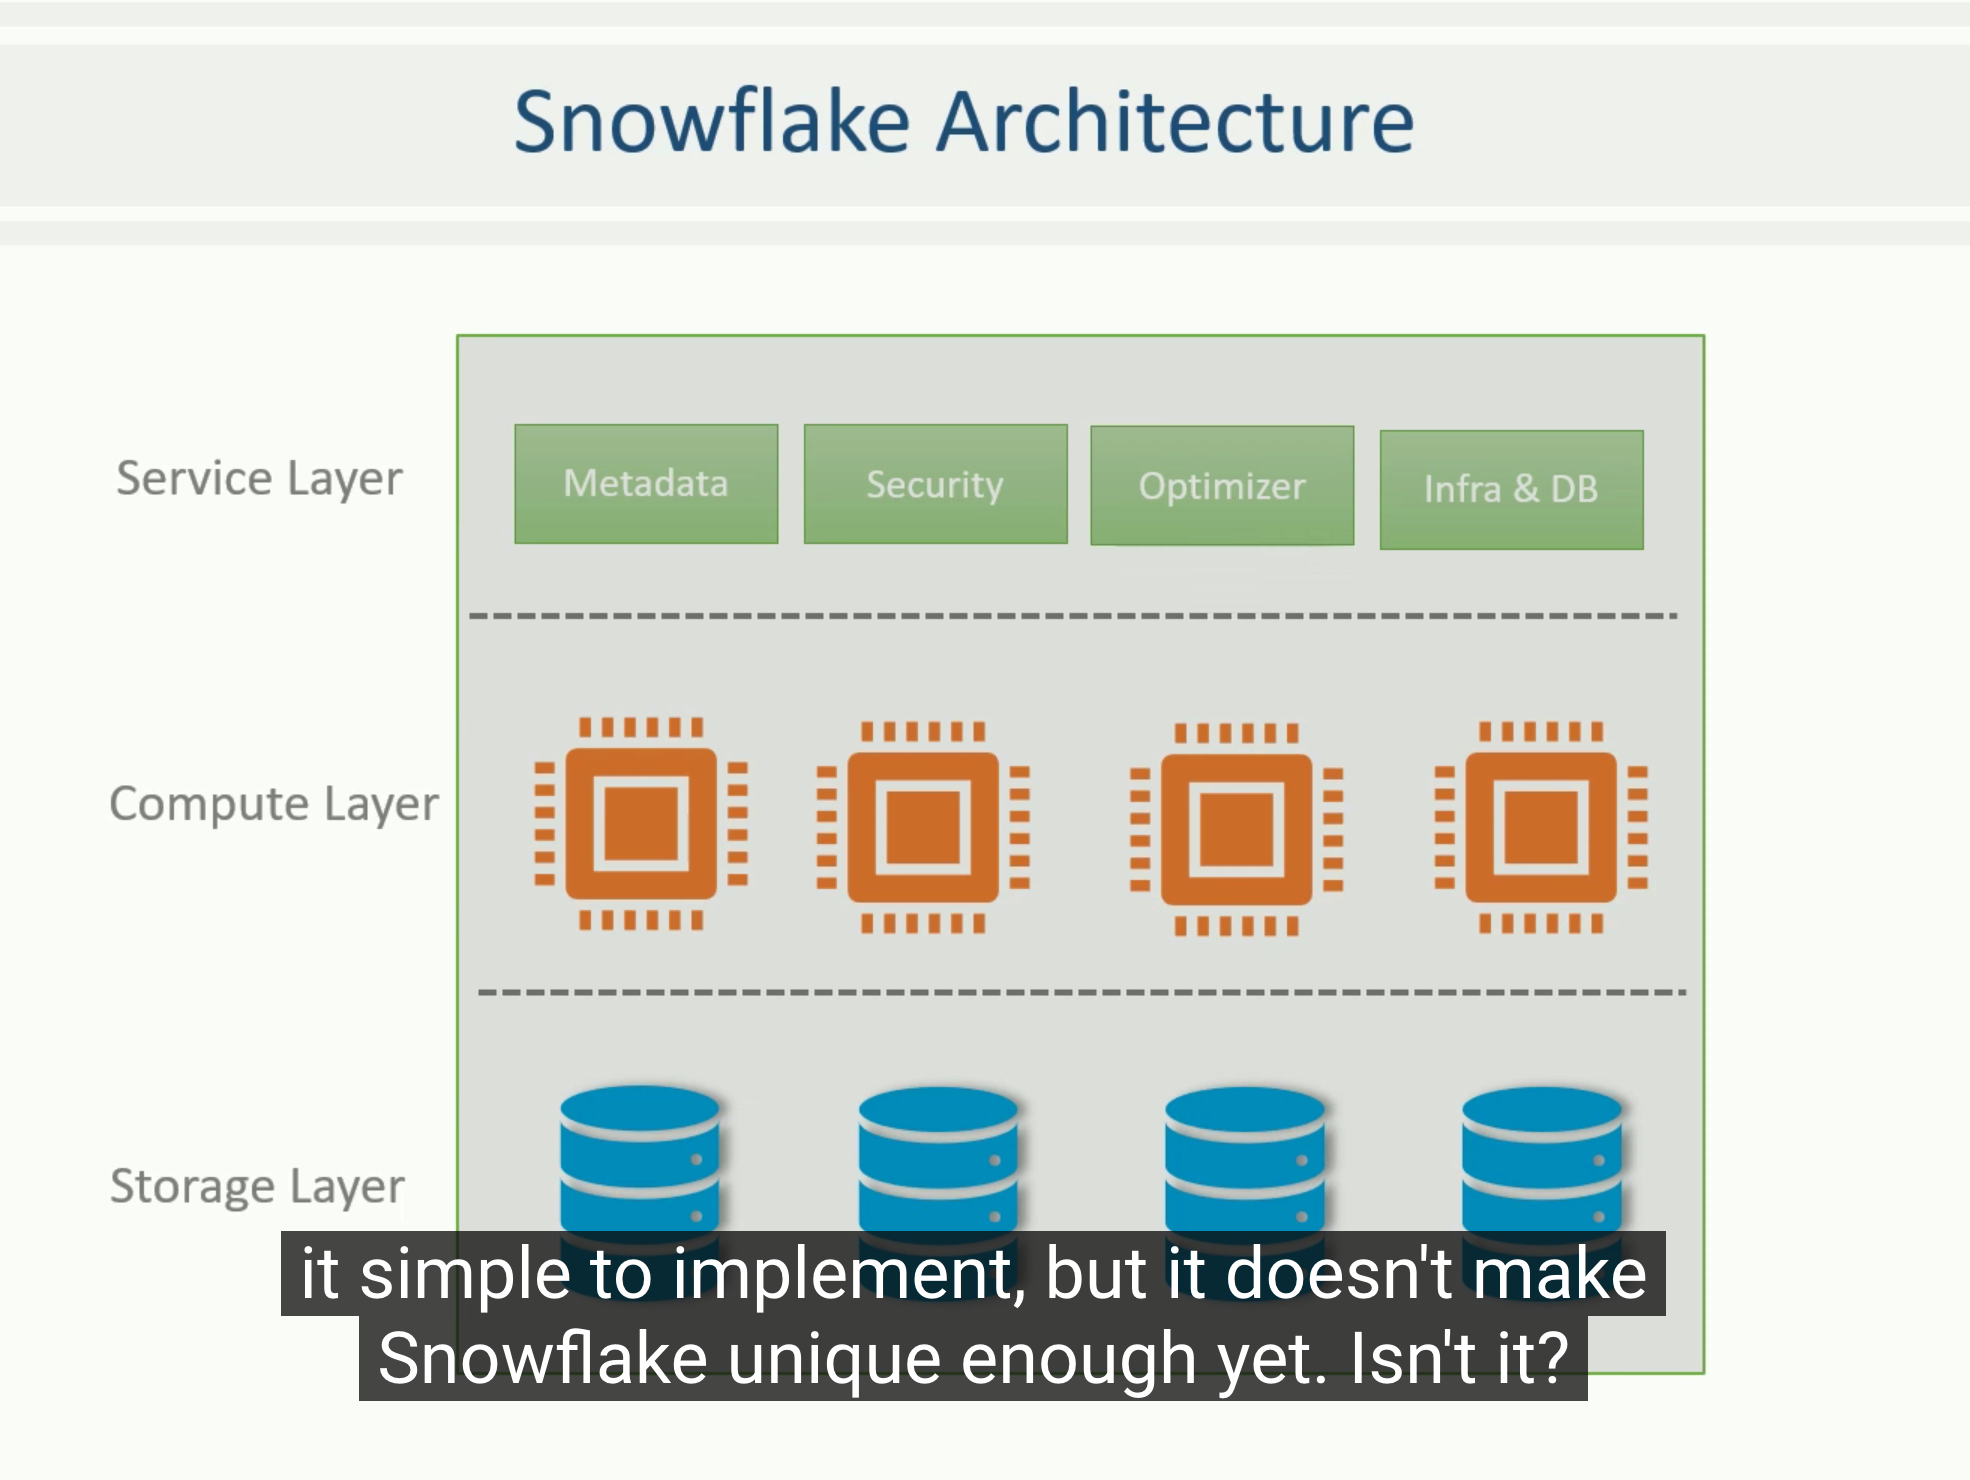 Snowflake Architecture
Service Layer
Metadata
Security
Optimizer
Infra & DB
Compute Layer
Storage Layer
it simple to implement, but it doesn't make
Snowflake unique enough yet. Isn't it?